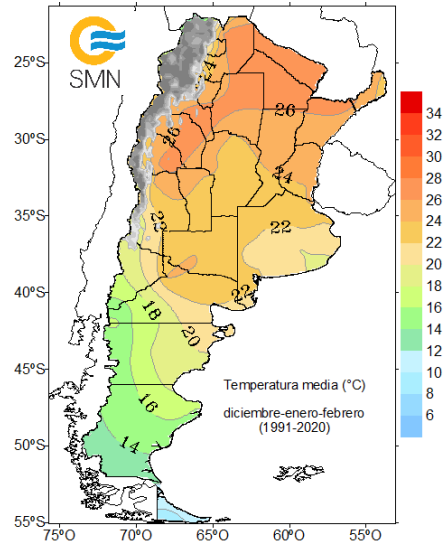 SMN
25°S
30°S
35°S
40°S
45°S
50°S
55°S
75°O
70°O
65°O
60°O
55°O
24
26
26
24
22
22
22
20
18
16
14
Temperatura media (°C)
diciembre-enero-febrero
(1991-2020)
34
32
30
28
26
24
22
20
18
16
14
12
10
8
6